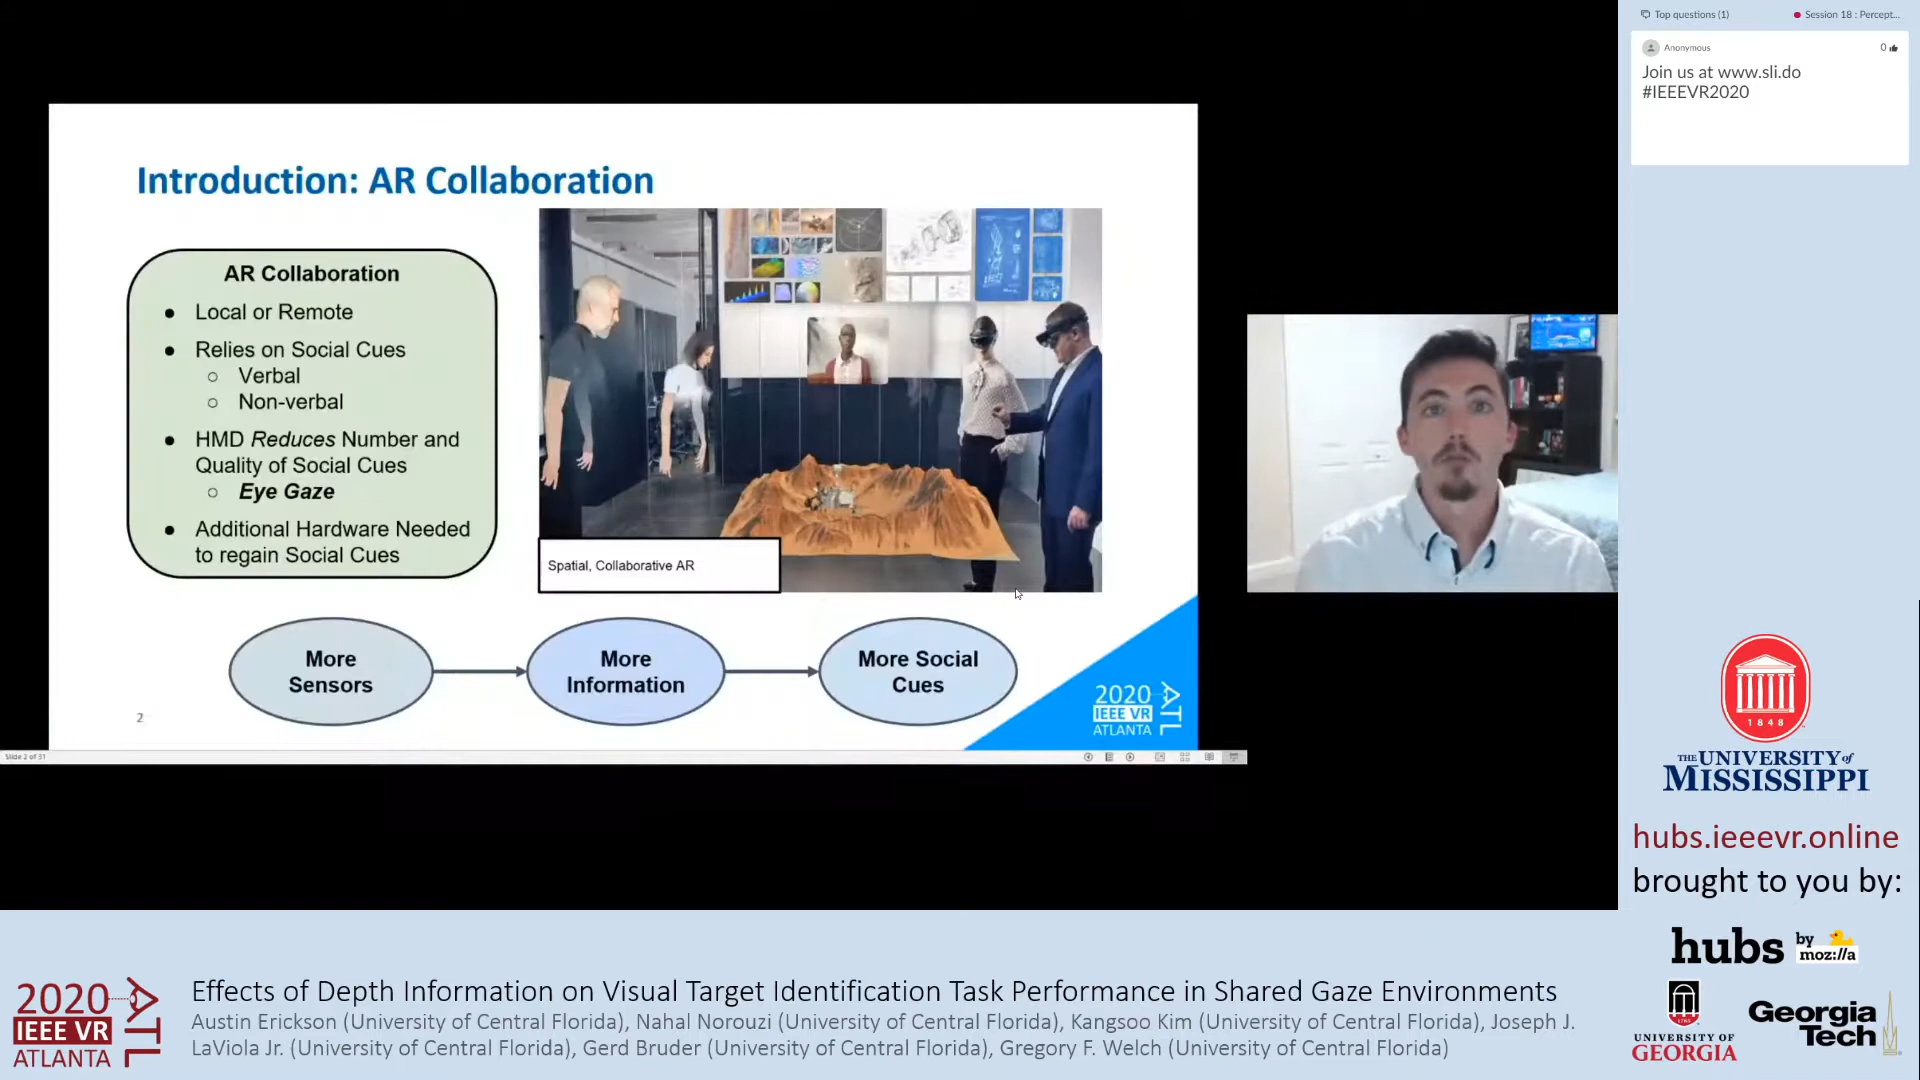 Introduction: AR Collaboration
AR Collaboration
● Local or Remote
● Relies on Social Cues
○ Verbal
○ Non-verbal
● HMD Reduces Number and
Quality of Social Cues
○ Eye Gaze
● Additional Hardware Needed
to regain Social Cues
Spatial, Collaborative AR
More
Sensors
More
Information
More Social
Cues
2
2020
IEEE VR
ATLANTA
ATL
Slide 2 of 31
Top questions (1)
Session 18 : Percept...
Anonymous
0
Join us at www.sli.do
#IEEEVR2020
1848
THE UNIVERSITY of
MISSISSIPPI
hubs.ieeevr.online
brought to you by:
hubs by
moz://a
UNIVERSITY OF
GEORGIA
Georgia
Tech
2020
IEEE VR
ATLANTA
ATL
Effects of Depth Information on Visual Target Identification Task Performance in Shared Gaze Environments
Austin Erickson (University of Central Florida), Nahal Norouzi (University of Central Florida), Kangsoo Kim (University of Central Florida), Joseph J.
LaViola Jr. (University of Central Florida), Gerd Bruder (University of Central Florida), Gregory F. Welch (University of Central Florida)